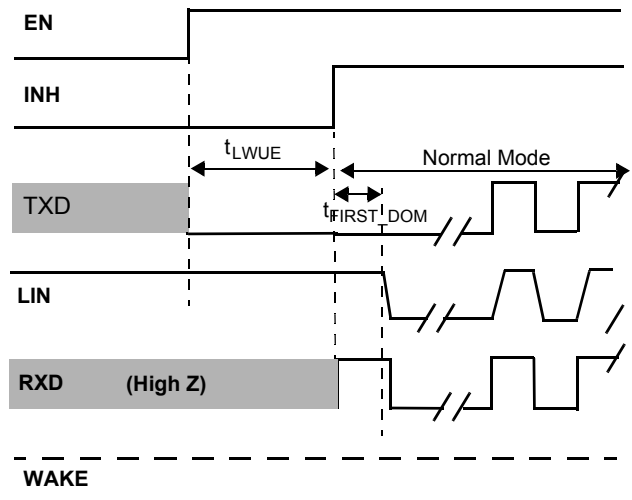 EN
INH
tLWUE
Normal Mode
TXD
tFIRST_DOM
LIN
RXD (High Z)
WAKE